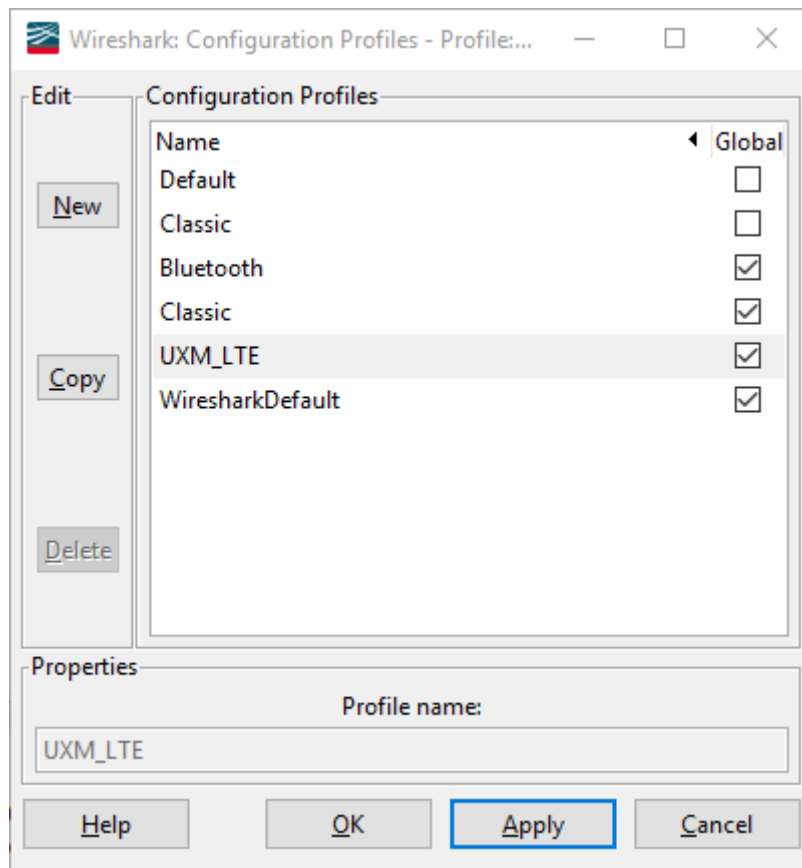 Wireshark: Configuration Profiles - Profile:...
Edit
Configuration Profiles
Name Global
Default
New
Classic
Bluetooth
Classic
UXM_LTE
Copy
WiresharkDefault
Delete
Properties
Profile name:
UXM_LTE
Help OK Apply Cancel